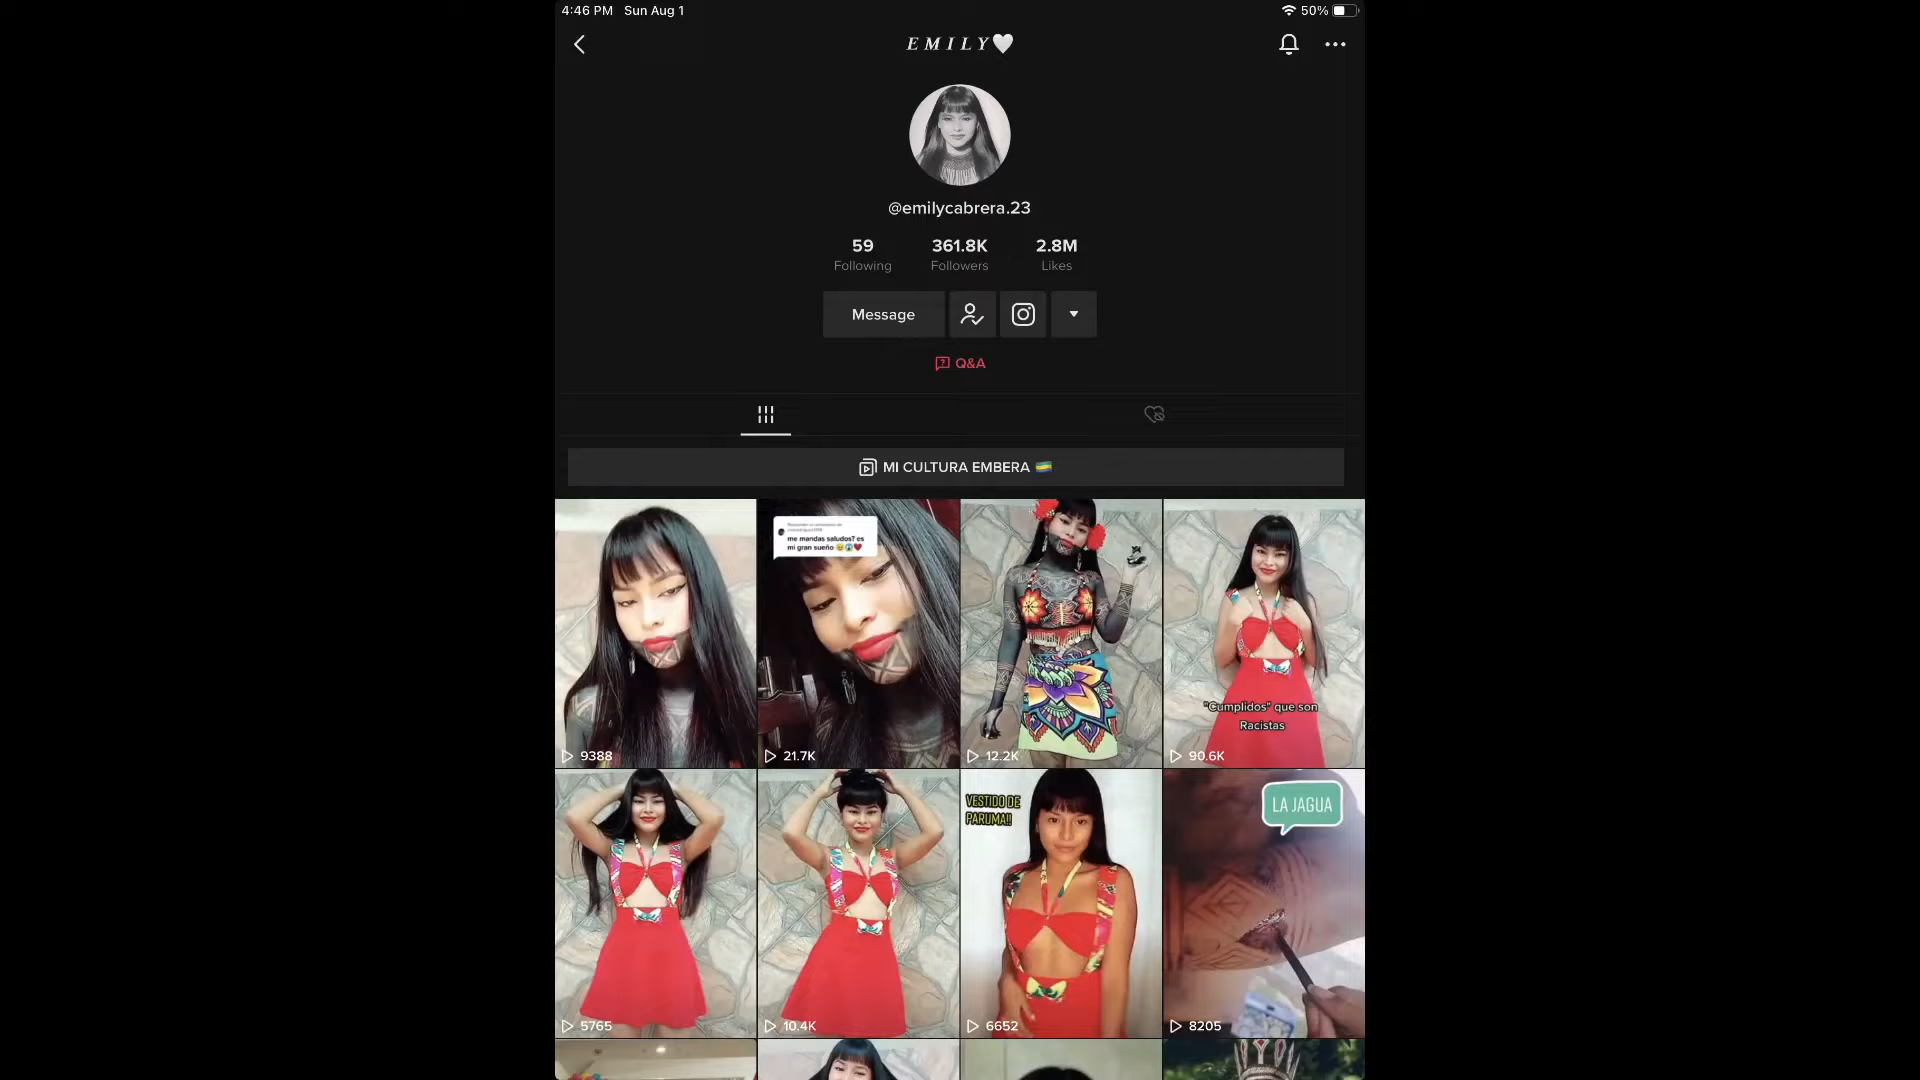 4:46 PM Sun Aug 1
50%
EMILY🤍
@emilycabrera.23
59
361.8K
2.8M
Following
Followers
Likes
Message
Q&A
MI CULTURA EMBERA
me mandas saludos? es
mi gran sueño
"Cumplidos" que son
Racistas
9388
21.7K
12.2K
90.6K
VESTIDO DE
PARUMA!!
LA JAGUA
5765
10.4K
6652
8205